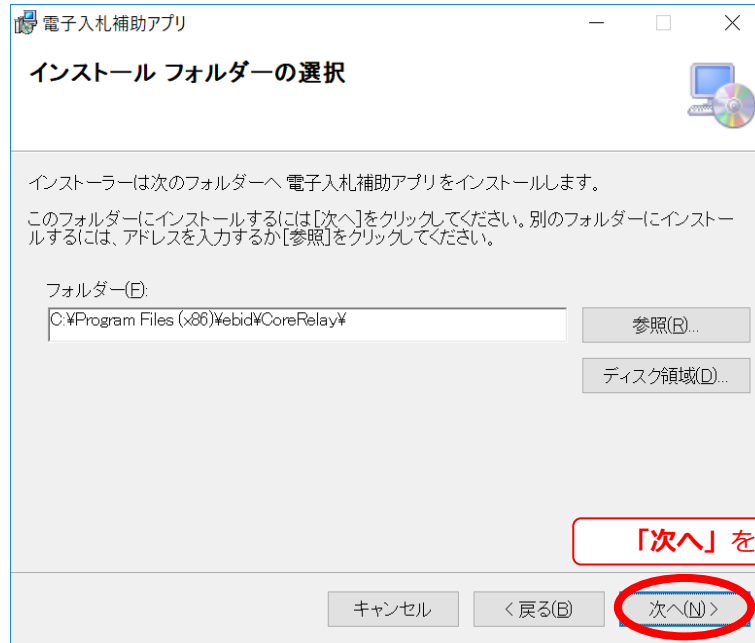 電子入札補助アプリ
インストール フォルダーの選択
インストーラーは次のフォルダーへ 電子入札補助アプリをインストールします。
このフォルダーにインストールするには[次へ]をクリックしてください。別のフォルダーにインストー
ルするには、アドレスを入力するか[参照]をクリックしてください。
フォルダー(F):
C:¥Program Files (x86)¥ebid¥CoreRelay¥
参照(R)...
ディスク領域(D)...
「次へ」を
キャンセル
< 戻る(B)
次へ(N) >